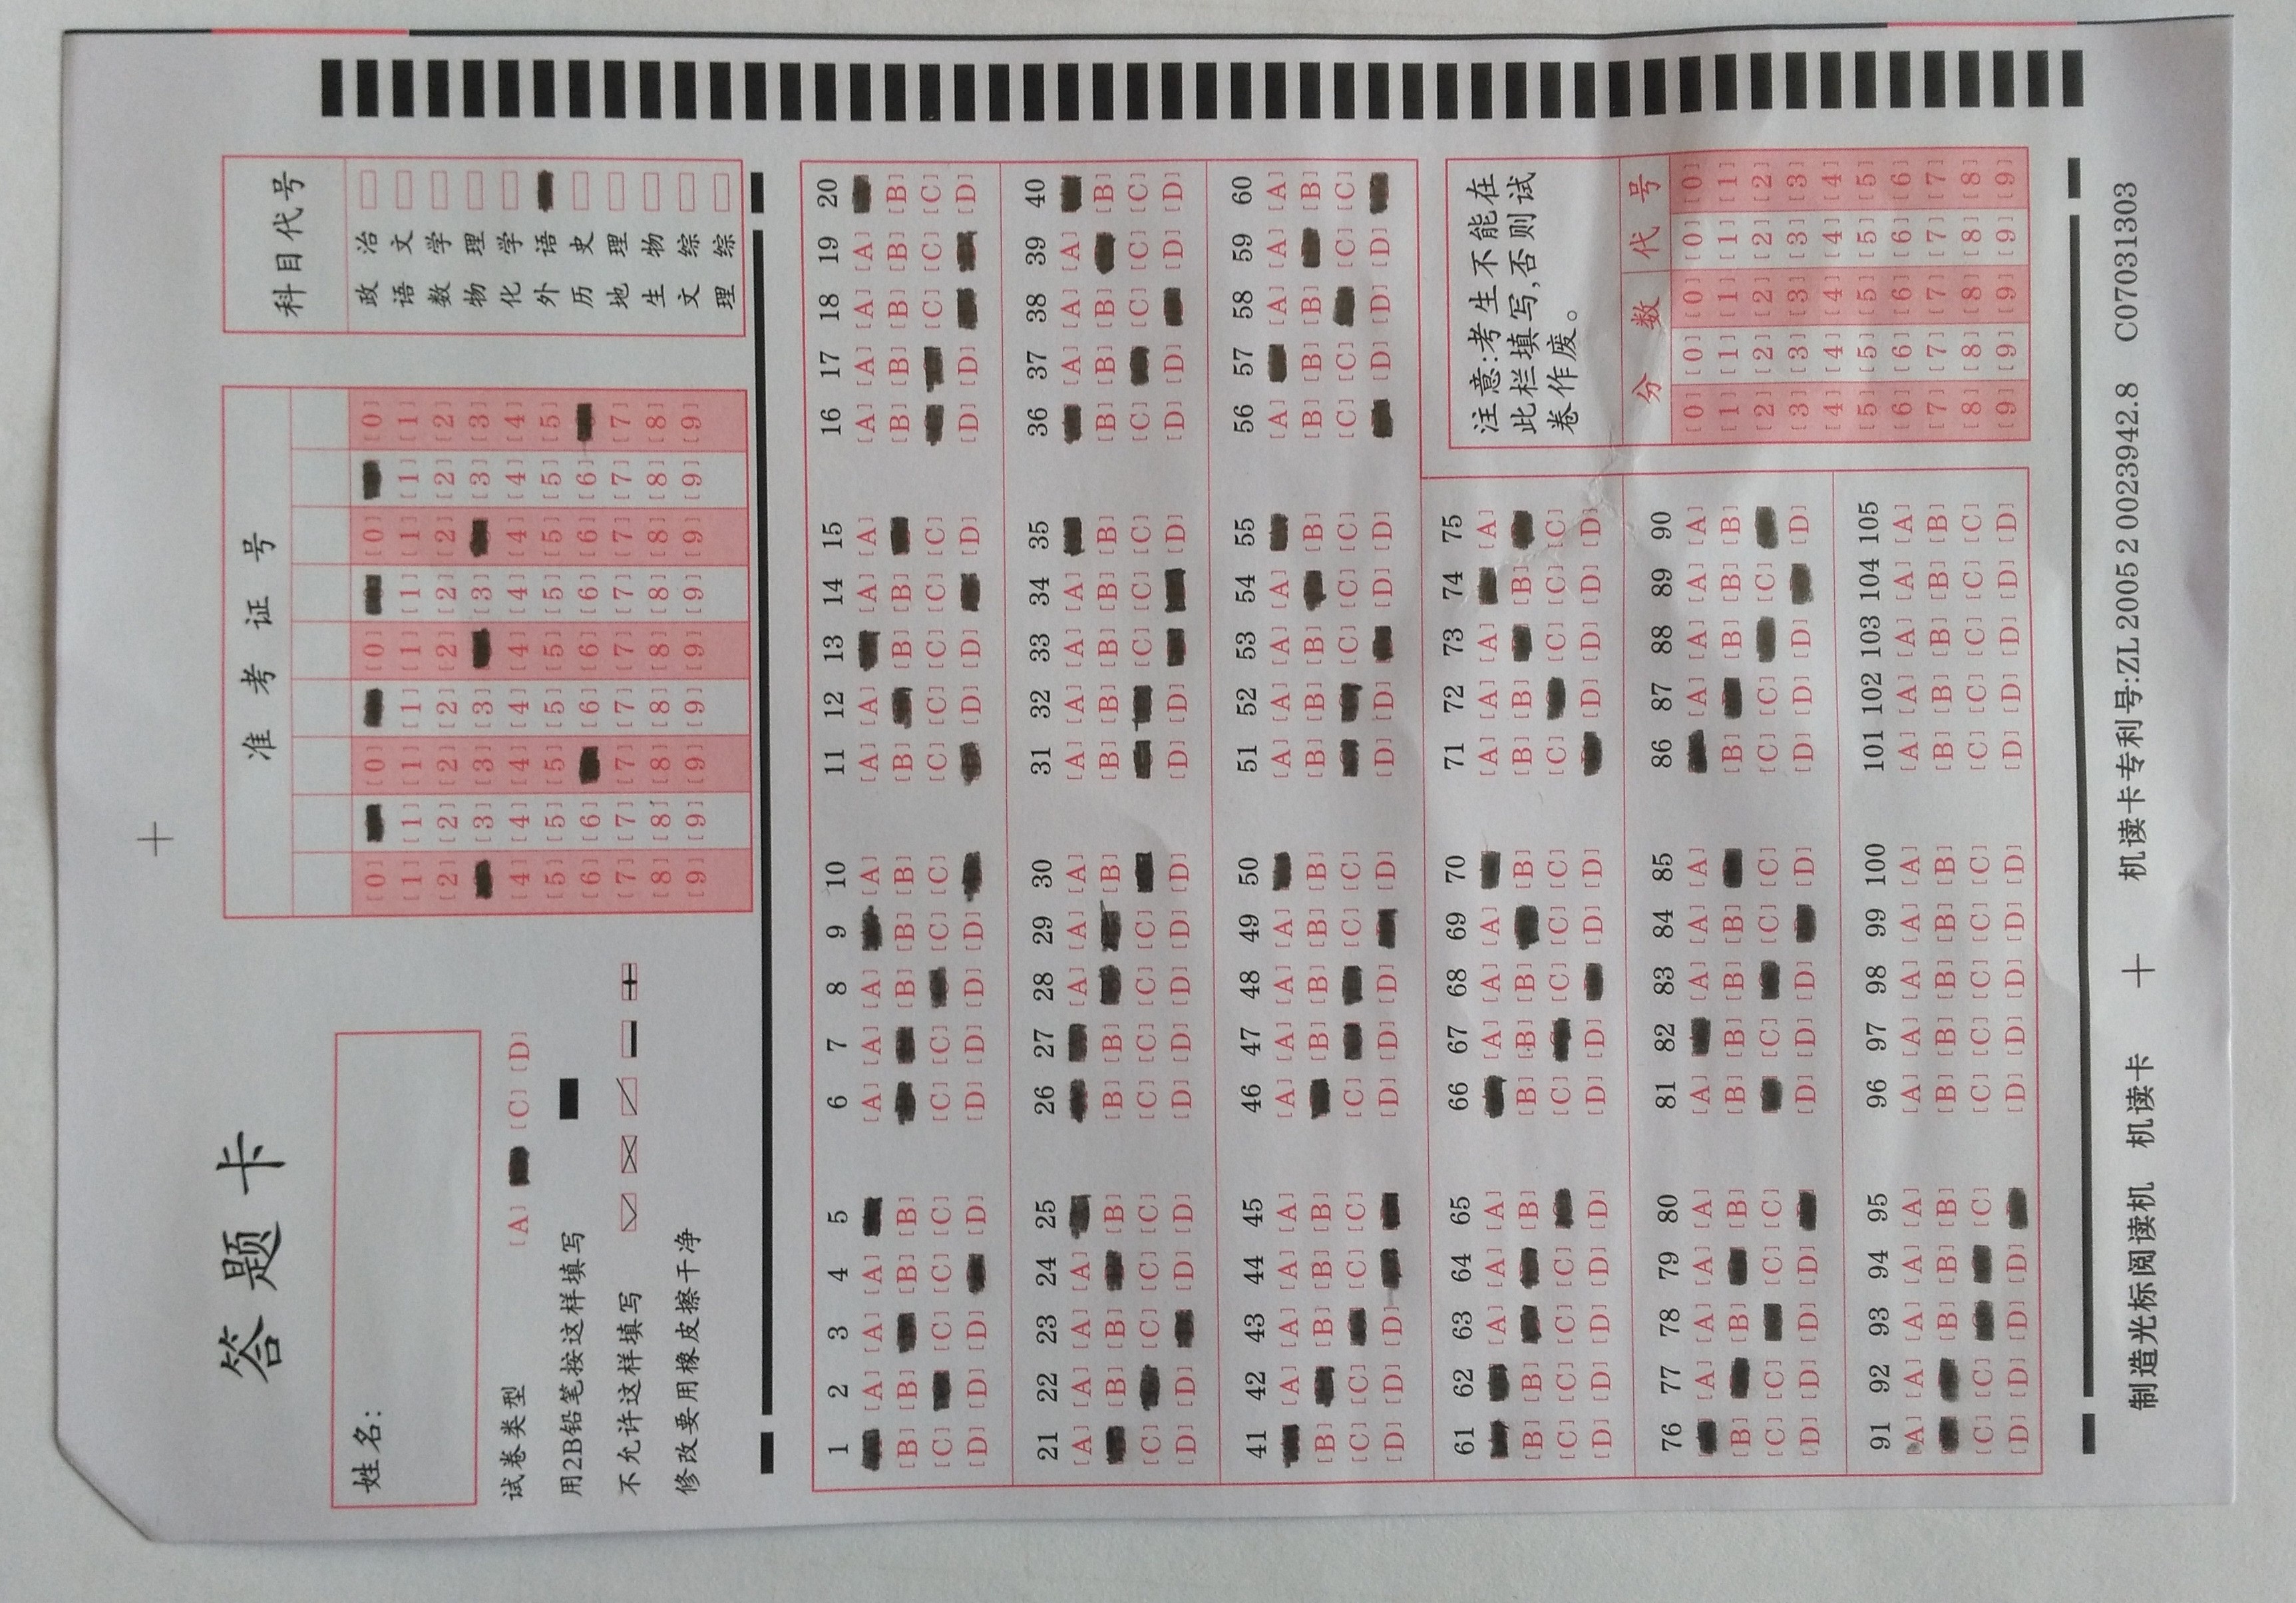 答题卡
姓名:
试卷类型 [A] [C] [D]
用2B铅笔按这样填写
不允许这样填写
修改要用橡皮擦干净
准考证号
[0] [0] [0] [0] [0]
[1] [1] [1] [1] [1] [1] [1] [1] [1]
[2] [2] [2] [2] [2] [2] [2] [2] [2]
[3] [3] [3] [3] [3] [3]
[4] [4] [4] [4] [4] [4] [4] [4] [4]
[5] [5] [5] [5] [5] [5] [5] [5] [5]
[6] [6] [6] [6] [6] [6] [6]
[7] [7] [7] [7] [7] [7] [7] [7] [7]
[8] [8] [8] [8] [8] [8] [8] [8] [8]
[9] [9] [9] [9] [9] [9] [9] [9] [9]
科目代号
政治
语文
数学
物理
化学
外语
历史
地理
生物
文综
理综
1 2 3 4 5 6 7 8 9 10 11 12 13 14 15 16 17 18 19 20
[A] [A] [A] [A] [A] [A] [A] [A] [A] [A] [A] [A] [A] [A] [A]
[B] [B] [B] [B] [B] [B] [B] [B] [B] [B] [B] [B] [B] [B] [B]
[C] [C] [C] [C] [C] [C] [C] [C] [C] [C] [C] [C] [C] [C] [C] [C]
[D] [D] [D] [D] [D] [D] [D] [D] [D] [D] [D] [D] [D] [D]
21 22 23 24 25 26 27 28 29 30 31 32 33 34 35 36 37 38 39 40
[A] [A] [A] [A] [A] [A] [A] [A] [A] [A] [A] [A] [A] [A]
[B] [B] [B] [B] [B] [B] [B] [B] [B] [B] [B] [B] [B] [B] [B]
[C] [C] [C] [C] [C] [C] [C] [C] [C] [C] [C] [C] [C] [C] [C]
[D] [D] [D] [D] [D] [D] [D] [D] [D] [D] [D] [D] [D] [D] [D] [D]
41 42 43 44 45 46 47 48 49 50 51 52 53 54 55 56 57 58 59 60
[A] [A] [A] [A] [A] [A] [A] [A] [A] [A] [A] [A] [A] [A] [A] [A]
[B] [B] [B] [B] [B] [B] [B] [B] [B] [B] [B] [B] [B] [B] [B] [B]
[C] [C] [C] [C] [C] [C] [C] [C] [C] [C] [C] [C] [C] [C]
[D] [D] [D] [D] [D] [D] [D] [D] [D] [D] [D] [D] [D] [D]
61 62 63 64 65 66 67 68 69 70 71 72 73 74 75
[A] [A] [A] [A] [A] [A] [A] [A] [A] [A]
[B] [B] [B] [B] [B] [B] [B] [B] [B] [B]
[C] [C] [C] [C] [C] [C] [C] [C] [C] [C] [C] [C]
[D] [D] [D] [D] [D] [D] [D] [D] [D] [D] [D] [D] [D]
76 77 78 79 80 81 82 83 84 85 86 87 88 89 90
[A] [A] [A] [A] [A] [A] [A] [A] [A] [A] [A] [A]
[B] [B] [B] [B] [B] [B] [B] [B] [B] [B] [B]
[C] [C] [C] [C] [C] [C] [C] [C] [C] [C]
[D] [D] [D] [D] [D] [D] [D] [D] [D] [D] [D] [D]
91 92 93 94 95 96 97 98 99 100 101 102 103 104 105
[A] [A] [A] [A] [A] [A] [A] [A] [A] [A] [A] [A] [A] [A] [A]
[B] [B] [B] [B] [B] [B] [B] [B] [B] [B] [B] [B] [B]
[C] [C] [C] [C] [C] [C] [C] [C] [C] [C] [C] [C] [C]
[D] [D] [D] [D] [D] [D] [D] [D] [D] [D] [D] [D] [D] [D]
注意:考生不能在
此栏填写,否则试
卷作废。
分数 代号
[0] [0] [0] [0] [0]
[1] [1] [1] [1] [1]
[2] [2] [2] [2] [2]
[3] [3] [3] [3] [3]
[4] [4] [4] [4] [4]
[5] [5] [5] [5] [5]
[6] [6] [6] [6] [6]
[7] [7] [7] [7] [7]
[8] [8] [8] [8] [8]
[9] [9] [9] [9] [9]
制造光标阅读机 机读卡 机读卡专利号:ZL 2005 2 0023942.8 C07031303